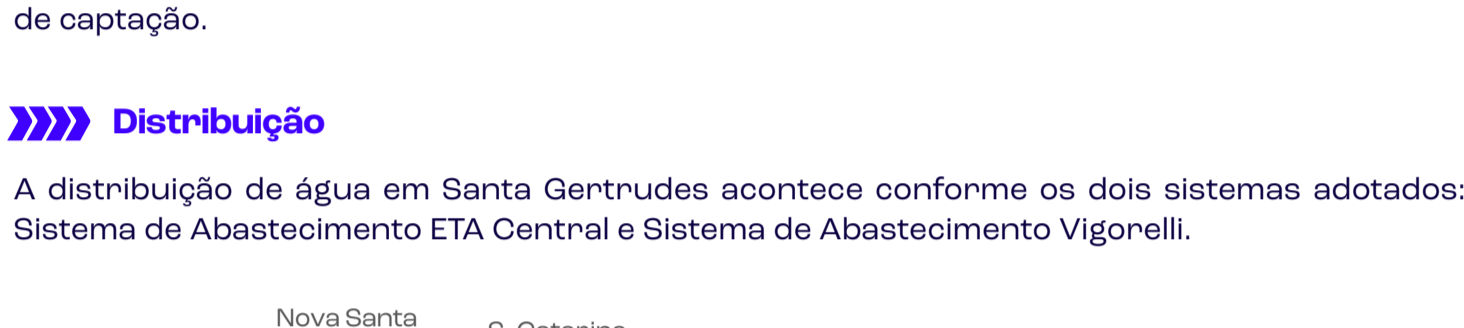 de captação.
Distribuição
A distribuição de água em Santa Gertrudes acontece conforme os dois sistemas adotados:
Sistema de Abastecimento ETA Central e Sistema de Abastecimento Vigorelli.
Nova Santa